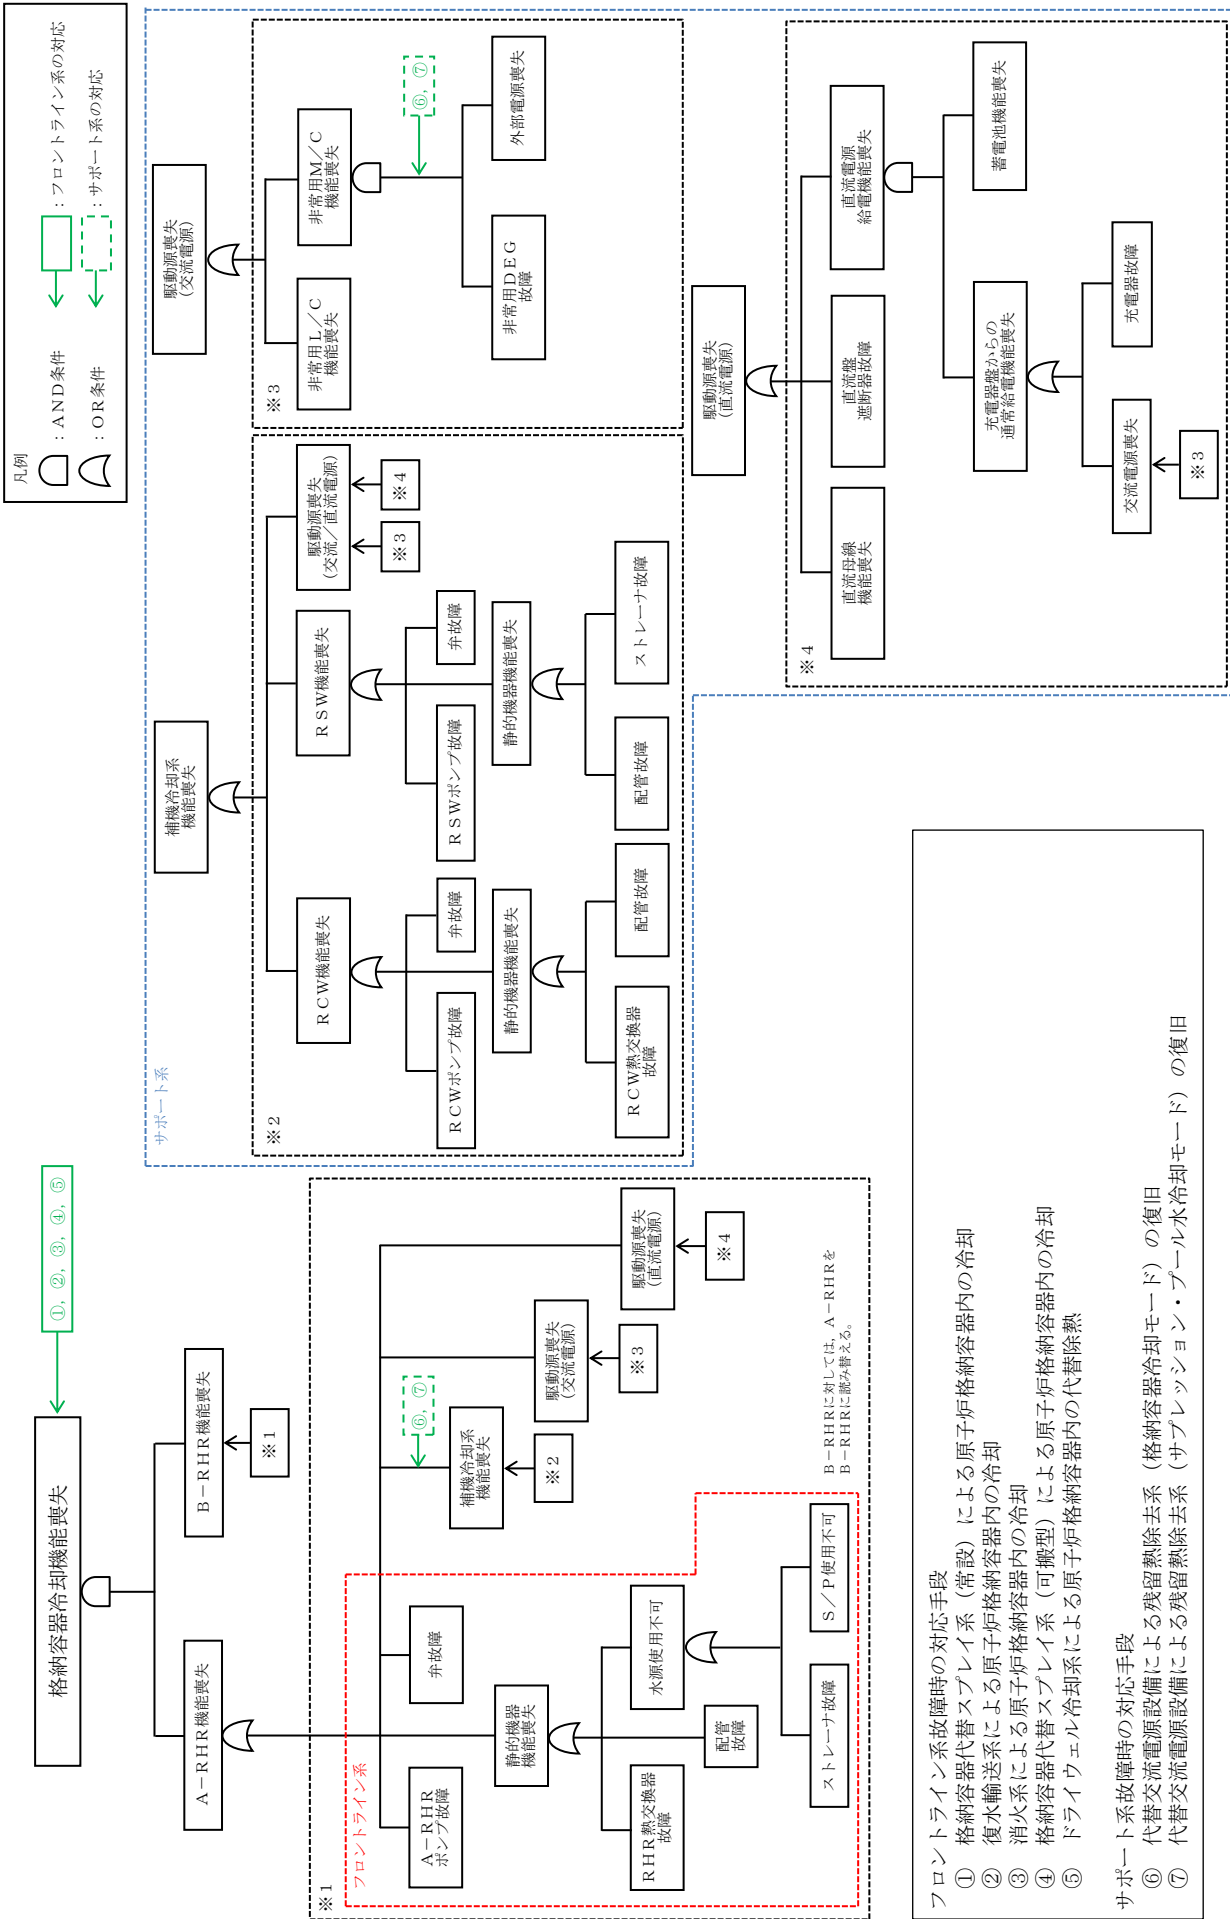 凡例
：AND条件
：OR条件
：フロントライン系の対応
：サポート系の対応
格納容器冷却機能喪失
①，②，③，④，⑤
A－RHR機能喪失
B－RHR機能喪失
※1
※1
フロントライン系
A－RHR
ポンプ故障
弁故障
静的機器
機能喪失
RHR熱交換器
故障
配管
故障
水源使用不可
ストレーナ故障
S／P使用不可
補機冷却系
機能喪失
⑥，⑦
※2
駆動源喪失
（交流電源）
※3
駆動源喪失
（直流電源）
※4
B－RHRに対しては，A－RHRを
B－RHRに読み替える。
サポート系
補機冷却系
機能喪失
※2
RCW機能喪失
RCWポンプ故障
弁故障
静的機器機能喪失
RCW熱交換器
故障
配管故障
RSW機能喪失
RSWポンプ故障
弁故障
静的機器機能喪失
配管故障
ストレーナ故障
駆動源喪失
（交流／直流電源）
※3
※4
駆動源喪失
（交流電源）
※3
非常用L／C
機能喪失
非常用M／C
機能喪失
⑥，⑦
非常用DEG
故障
外部電源喪失
駆動源喪失
（直流電源）
※4
直流母線
機能喪失
直流盤
遮断器故障
直流電源
給電機能喪失
充電器盤からの
通常給電機能喪失
蓄電池機能喪失
交流電源喪失
充電器故障
※3
フロントライン系故障時の対応手段
① 格納容器代替スプレイ系（常設）による原子炉格納容器内の冷却
② 復水輸送系による原子炉格納容器内の冷却
③ 消火系による原子炉格納容器内の冷却
④ 格納容器代替スプレイ系（可搬型）による原子炉格納容器内の冷却
⑤ ドライウェル冷却系による原子炉格納容器内の代替除熱
サポート系故障時の対応手段
⑥ 代替交流電源設備による残留熱除去系（格納容器冷却モード）の復旧
⑦ 代替交流電源設備による残留熱除去系（サプレッション・プール水冷却モード）の復旧